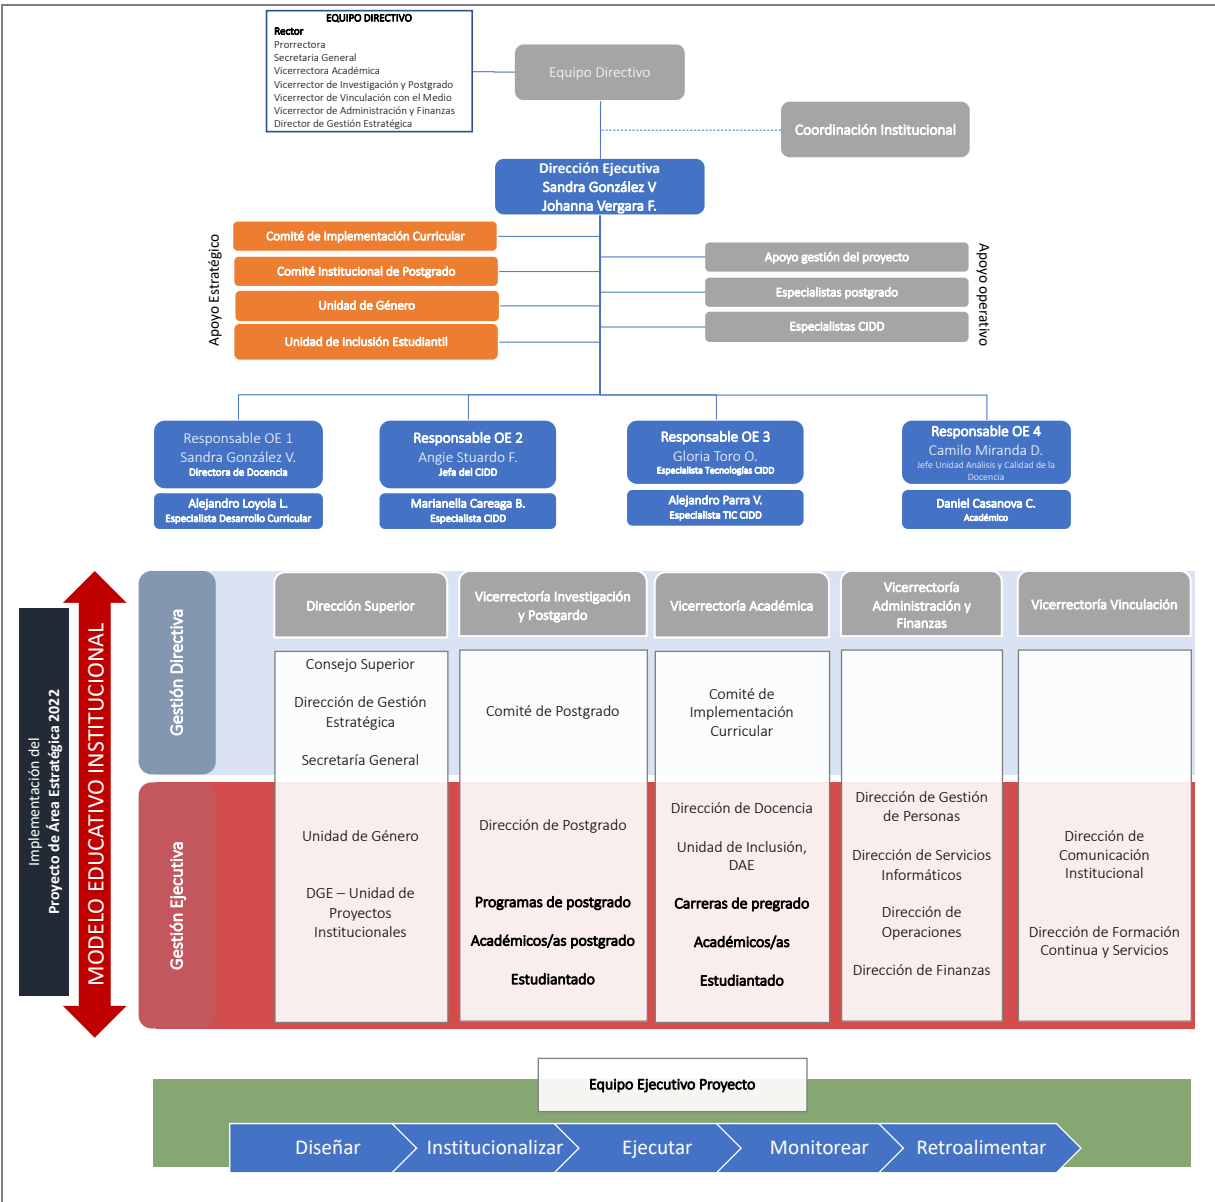 EQUIPO DIRECTIVO
Rector
Prorrectora
Secretaria General
Vicerrectora Académica
Vicerrector de Investigación y Postgrado
Vicerrector de Vinculación con el Medio
Vicerrector de Administración y Finanzas
Director de Gestión Estratégica
Equipo Directivo
Coordinación Institucional
Dirección Ejecutiva
Sandra González V
Johanna Vergara F.
Apoyo Estratégico
Comité de Implementación Curricular
Comité Institucional de Postgrado
Unidad de Género
Unidad de Inclusión Estudiantil
Apoyo gestión del proyecto
Especialistas postgrado
Especialistas CIDD
Apoyo operativo
Responsable OE 1
Sandra González V.
Directora de Docencia
Alejandro Loyola L.
Especialista Desarrollo Curricular
Responsable OE 2
Angie Stuardo F.
Jefa del CIDD
Marianella Careaga B.
Especialista CIDD
Responsable OE 3
Gloria Toro O.
Especialista Tecnologías CIDD
Alejandro Parra V.
Especialista TIC CIDD
Responsable OE 4
Camilo Miranda D.
Jefe Unidad Análisis y Calidad de la
Docencia
Daniel Casanova C.
Académico
Implementación del
Proyecto de Área Estratégica 2022
MODELO EDUCATIVO INSTITUCIONAL
Gestión Directiva
Gestión Ejecutiva
Dirección Superior
Consejo Superior
Dirección de Gestión
Estratégica
Secretaría General
Unidad de Género
DGE – Unidad de
Proyectos
Institucionales
Vicerrectoría Investigación
y Postgardo
Comité de Postgrado
Dirección de Postgrado
Programas de postgrado
Académicos/as postgrado
Estudiantado
Vicerrectoría Académica
Comité de
Implementación
Curricular
Dirección de Docencia
Unidad de Inclusión,
DAE
Carreras de pregrado
Académicos/as
Estudiantado
Vicerrectoría
Administración y
Finanzas
Dirección de Gestión
de Personas
Dirección de Servicios
Informáticos
Dirección de
Operaciones
Dirección de Finanzas
Vicerrectoría Vinculación
Dirección de
Comunicación
Institucional
Dirección de Formación
Continua y Servicios
Equipo Ejecutivo Proyecto
Diseñar
Institucionalizar
Ejecutar
Monitorear
Retroalimentar